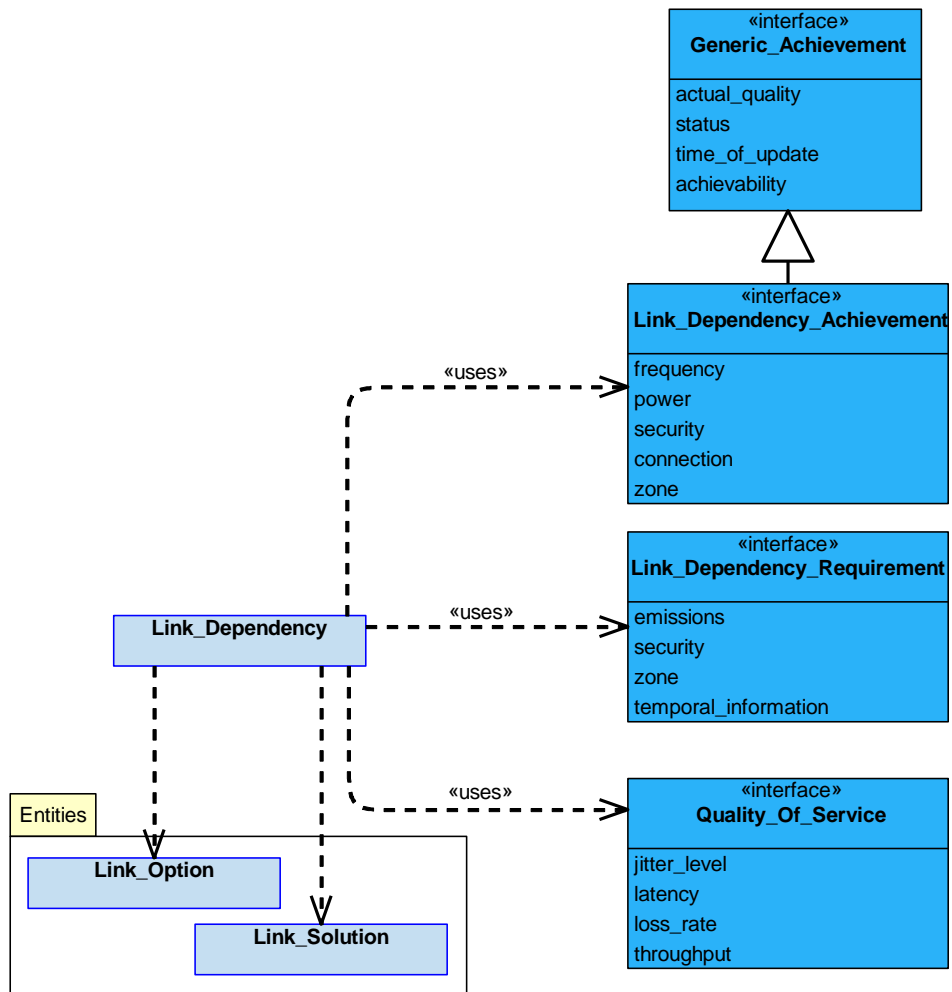 «interface»
Generic_Achievement
actual_quality
status
time_of_update
achievability
«interface»
Link_Dependency_Achievement
frequency
power
security
connection
zone
«uses»
«interface»
Link_Dependency_Requirement
emissions
security
zone
temporal_information
«uses»
Link_Dependency
«interface»
Quality_Of_Service
jitter_level
latency
loss_rate
throughput
«uses»
Entities
Link_Option
Link_Solution